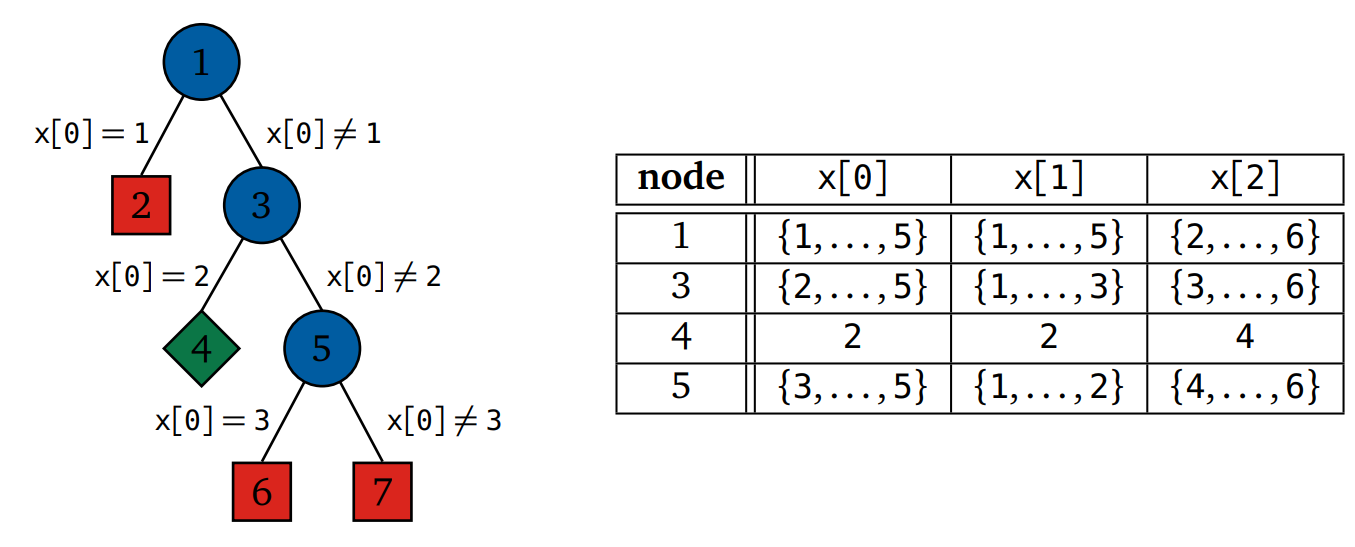 1
x[0] = 1
x[0] ≠ 1
2
3
x[0] = 2
x[0] ≠ 2
4
5
x[0] = 3
x[0] ≠ 3
6
7
node x[0] x[1] x[2]
1 {1,...,5} {1,...,5} {2,...,6}
3 {2,...,5} {1,...,3} {3,...,6}
4 2 2 4
5 {3,...,5} {1,...,2} {4,...,6}